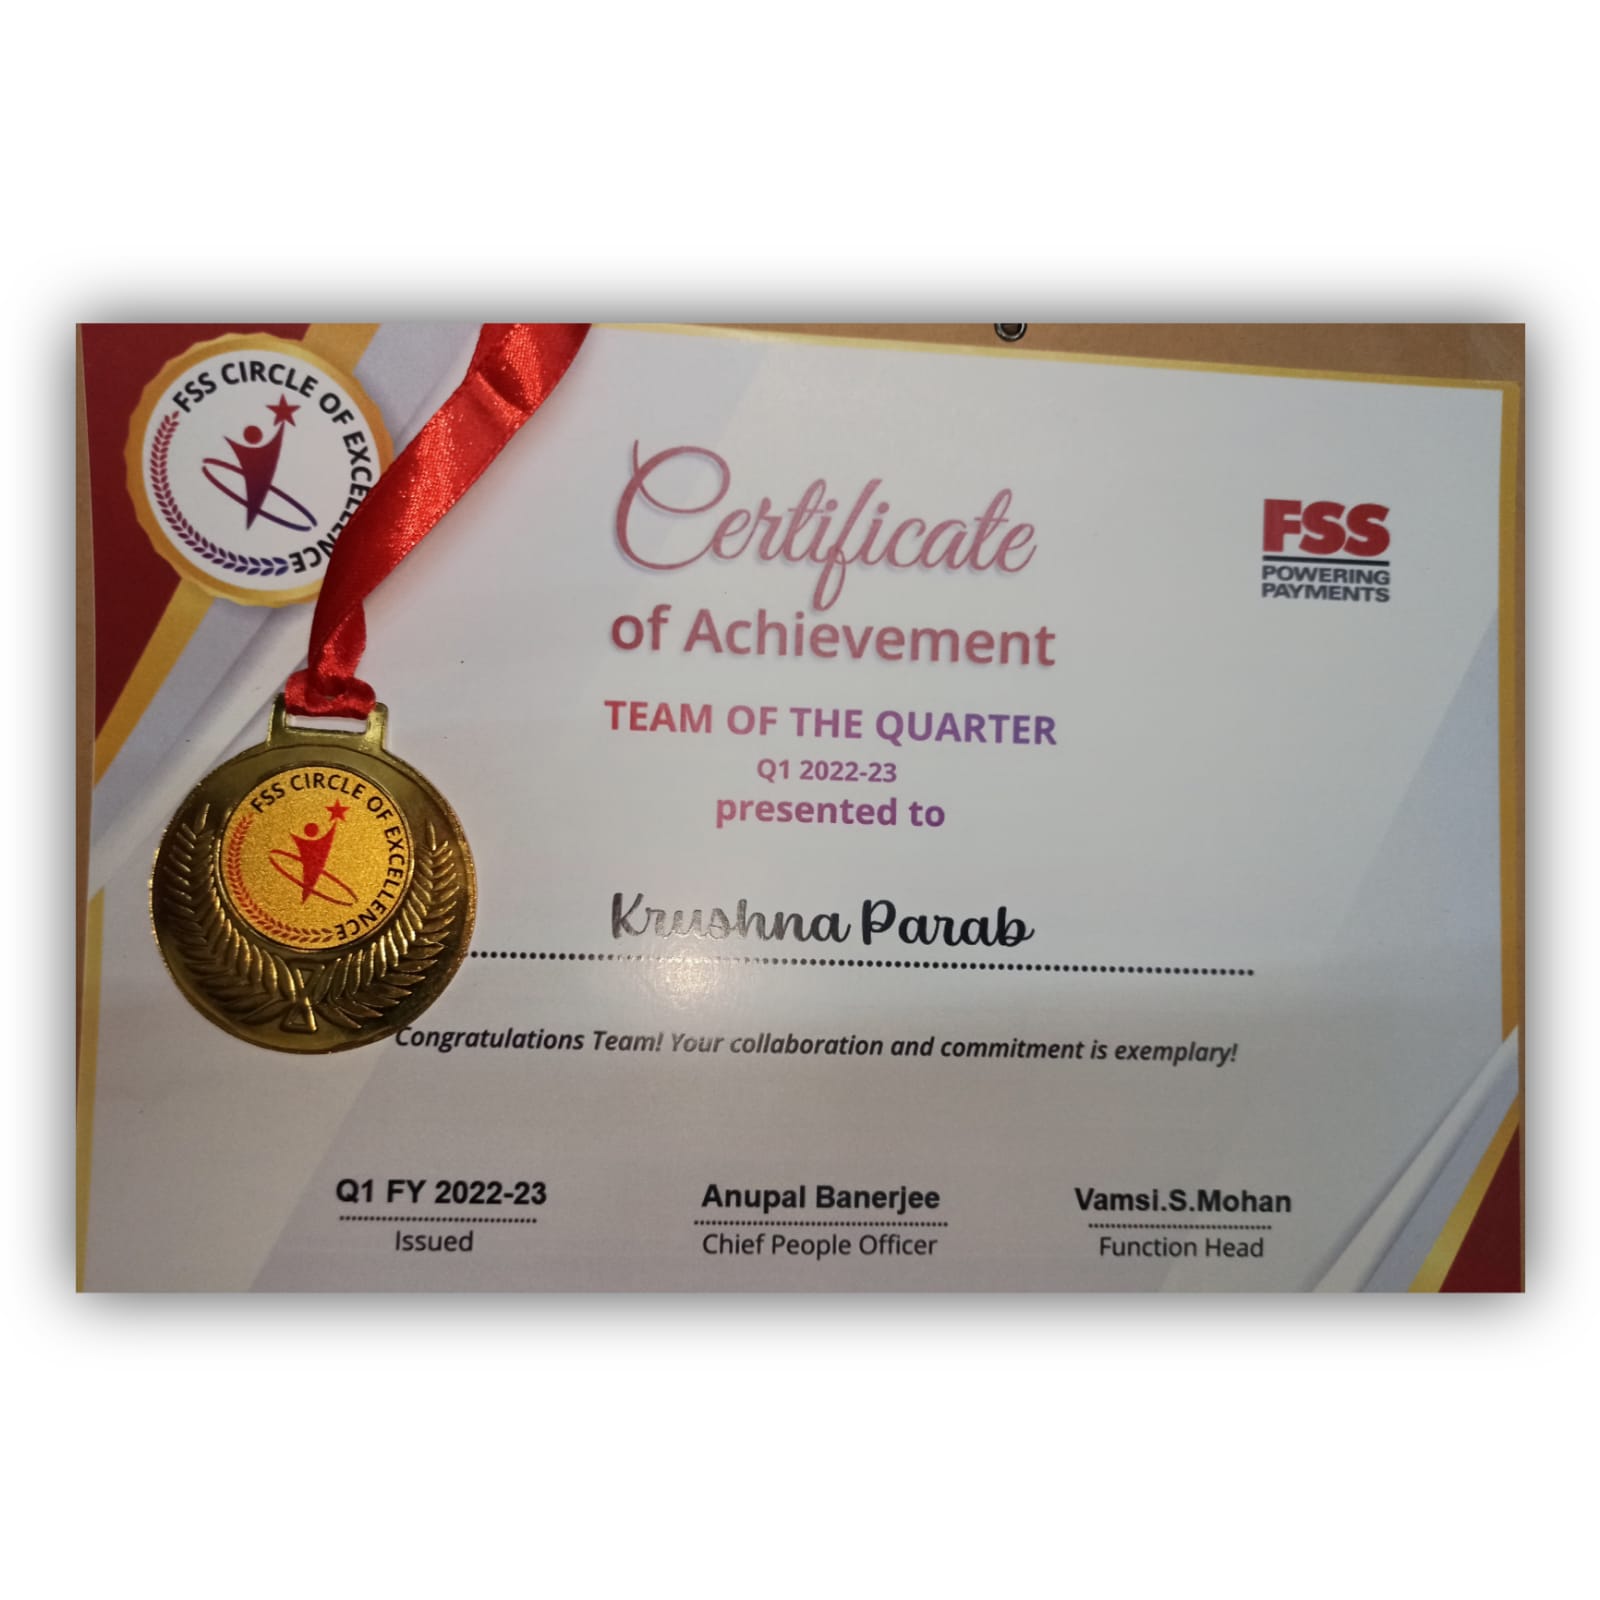 FSS CIRCLE OF EXCELLENCE
Certificate
of Achievement
FSS
POWERING
PAYMENTS
TEAM OF THE QUARTER
Q1 2022-23
presented to
FSS CIRCLE OF EXCELLENCE
Krushna Parab
Congratulations Team! Your collaboration and commitment is exemplary!
Q1 FY 2022-23
Issued
Anupal Banerjee
Chief People Officer
Vamsi.S.Mohan
Function Head